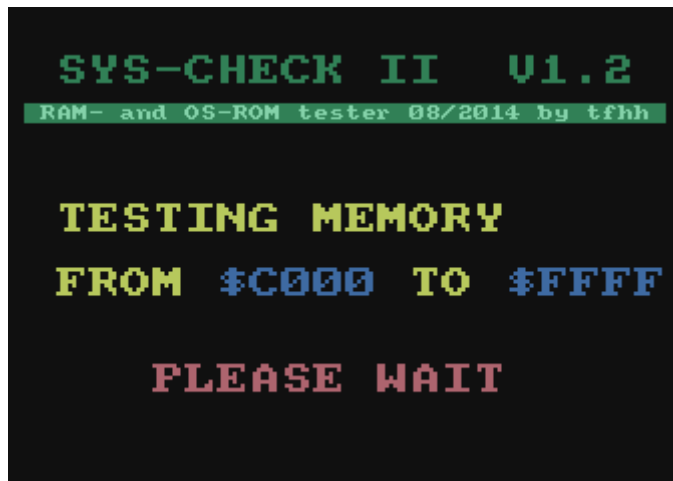 SYS-CHECK II V1.2
RAM- and OS-ROM tester 08/2014 by tfhh
TESTING MEMORY
FROM $C000 TO $FFFF
PLEASE WAIT